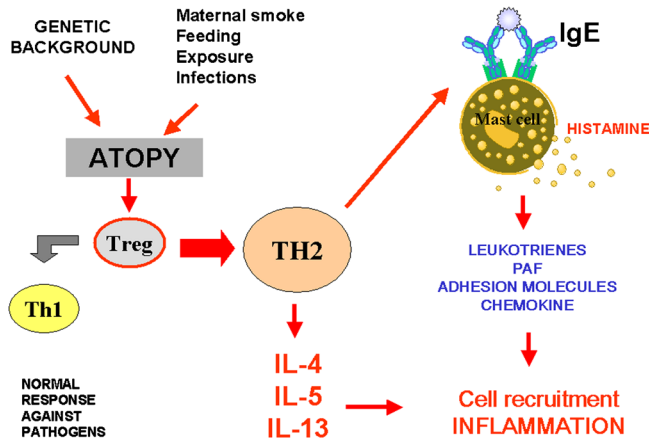 GENETIC
BACKGROUND
Maternal smoke
Feeding
Exposure
Infections
IgE
Mast cell
HISTAMINE
ATOPY
Treg
TH2
Th1
LEUKOTRIENES
PAF
ADHESION MOLECULES
CHEMOKINE
IL-4
IL-5
IL-13
NORMAL
RESPONSE
AGAINST
PATHOGENS
Cell recruitment
INFLAMMATION